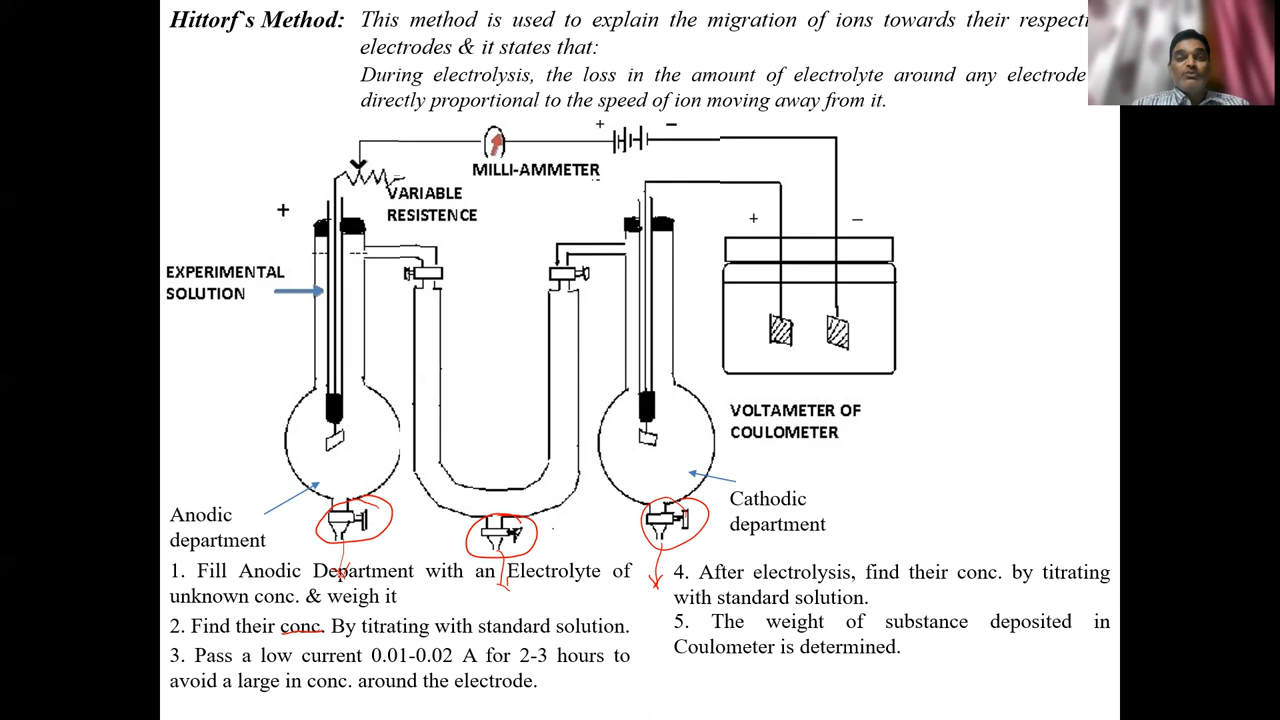 Hittorf`s Method: This method is used to explain the migration of ions towards their respecti
electrodes & it states that:
During electrolysis, the loss in the amount of electrolyte around any electrode
directly proportional to the speed of ion moving away from it.
+ −
MILLI-AMMETER
VARIABLE
RESISTENCE
+
+ −
EXPERIMENTAL
SOLUTION
VOLTAMETER OF
COULOMETER
Anodic
department
Cathodic
department
1. Fill Anodic Department with an Electrolyte of
unknown conc. & weigh it
2. Find their conc. By titrating with standard solution.
3. Pass a low current 0.01-0.02 A for 2-3 hours to
avoid a large in conc. around the electrode.
4. After electrolysis, find their conc. by titrating
with standard solution.
5. The weight of substance deposited in
Coulometer is determined.